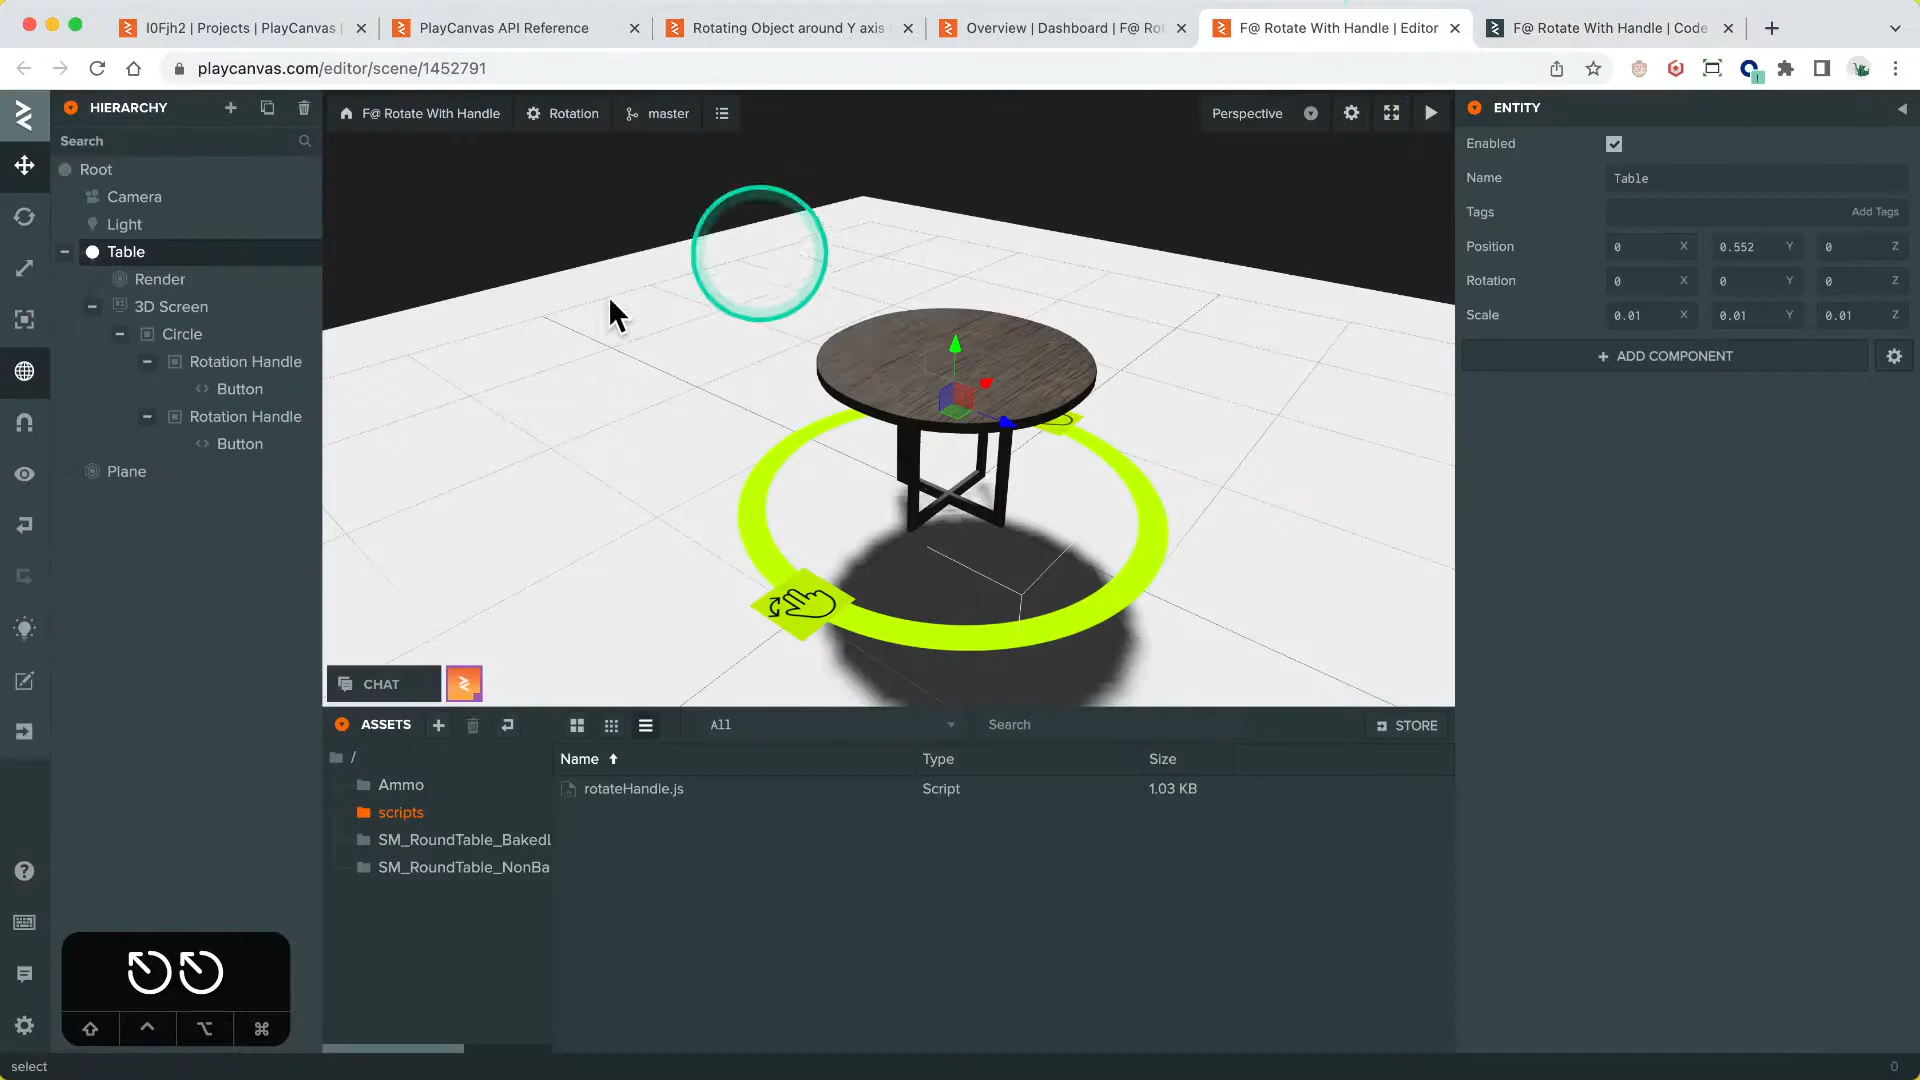 I0Fjh2 | Projects | PlayCanvas |
PlayCanvas API Reference
Rotating Object around Y axis
Overview | Dashboard | F@ Rot
F@ Rotate With Handle | Editor
F@ Rotate With Handle | Code
playcanvas.com/editor/scene/1452791
HIERARCHY
F@ Rotate With Handle
Rotation
master
Perspective
ENTITY
Search
Root
Camera
Light
Table
Render
3D Screen
Circle
Rotation Handle
Button
Rotation Handle
Button
Plane
Enabled
Name Table
Tags Add Tags
Position 0 X 0.552 Y 0 Z
Rotation 0 X 0 Y 0 Z
Scale 0.01 X 0.01 Y 0.01 Z
+ ADD COMPONENT
CHAT
ASSETS
All
Search
STORE
/
Ammo
scripts
SM_RoundTable_BakedL
SM_RoundTable_NonBa
Name Type Size
rotateHandle.js Script 1.03 KB
select
0